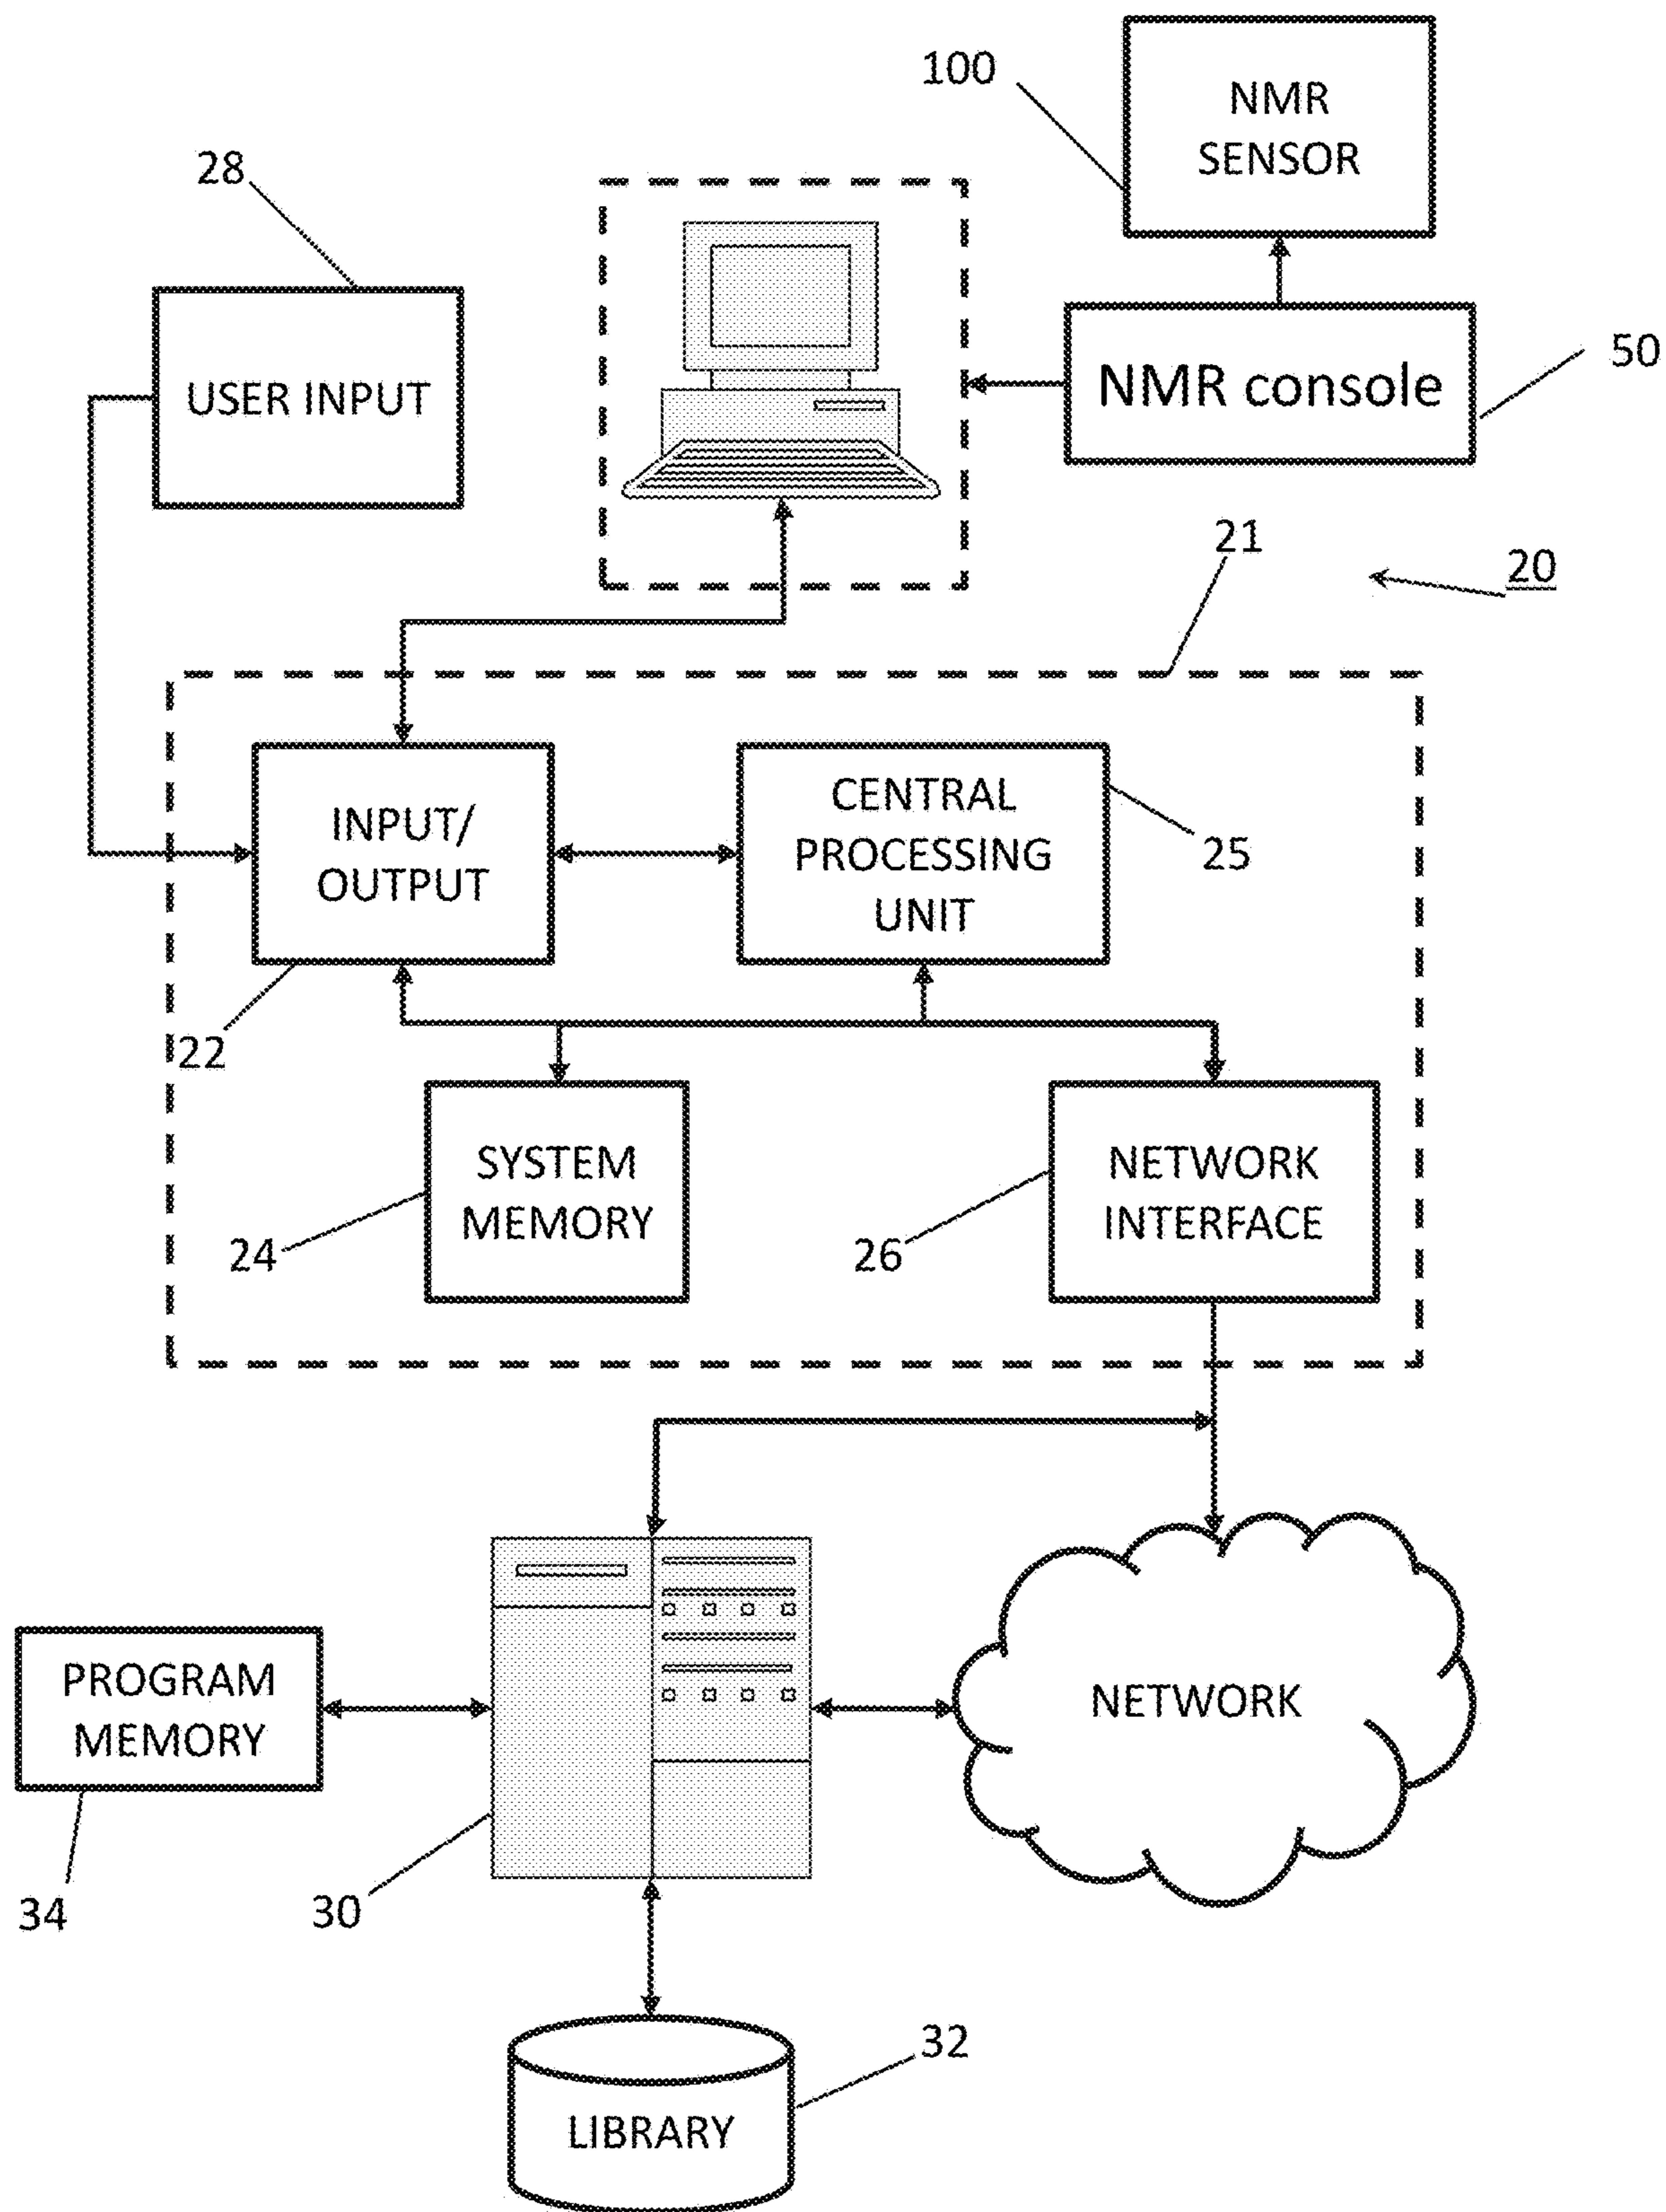 100
NMR
SENSOR
28
USER INPUT
NMR console
50
21
20
INPUT/
OUTPUT
CENTRAL
PROCESSING
UNIT
25
22
SYSTEM
MEMORY
24
NETWORK
INTERFACE
26
PROGRAM
MEMORY
NETWORK
34
30
32
LIBRARY